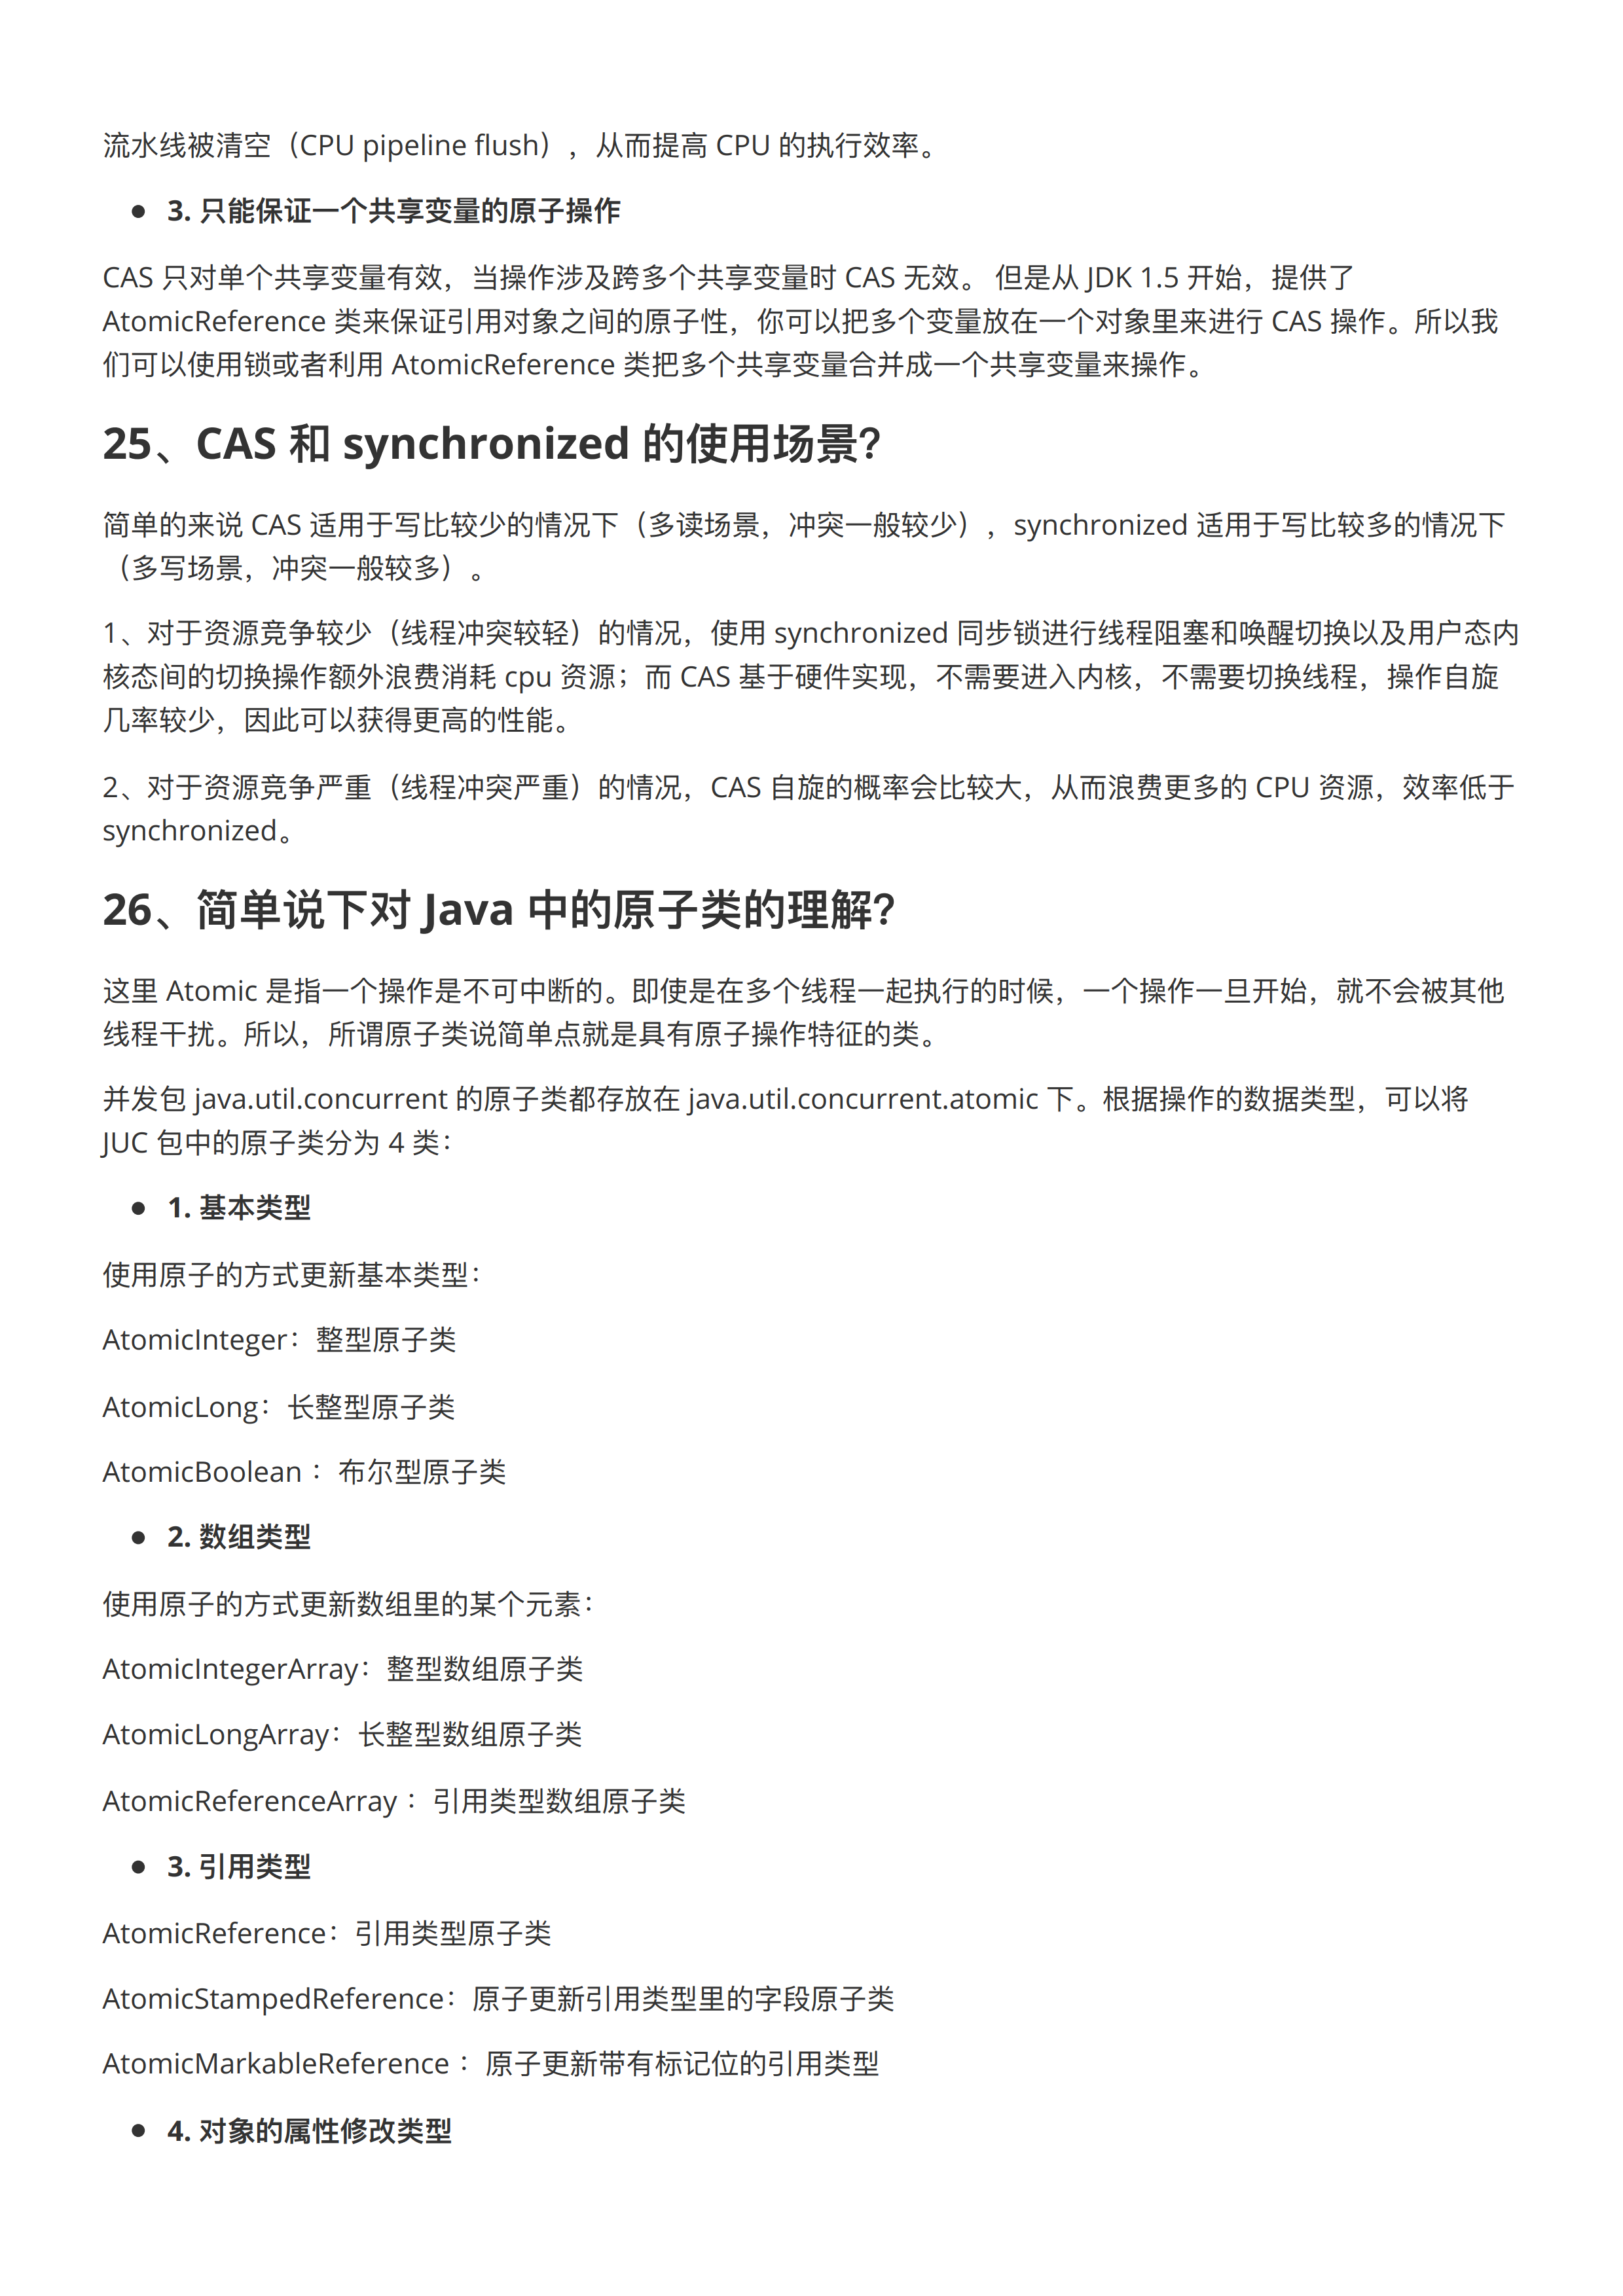 流水线被清空（CPU pipeline flush），从而提高 CPU 的执行效率。
● 3. 只能保证一个共享变量的原子操作
CAS 只对单个共享变量有效，当操作涉及跨多个共享变量时 CAS 无效。 但是从 JDK 1.5 开始，提供了
AtomicReference 类来保证引用对象之间的原子性，你可以把多个变量放在一个对象里来进行 CAS 操作。所以我
们可以使用锁或者利用 AtomicReference 类把多个共享变量合并成一个共享变量来操作。
25、CAS 和 synchronized 的使用场景？
简单的来说 CAS 适用于写比较少的情况下（多读场景，冲突一般较少），synchronized 适用于写比较多的情况下
（多写场景，冲突一般较多）。
1、对于资源竞争较少（线程冲突较轻）的情况，使用 synchronized 同步锁进行线程阻塞和唤醒切换以及用户态内
核态间的切换操作额外浪费消耗 cpu 资源；而 CAS 基于硬件实现，不需要进入内核，不需要切换线程，操作自旋
几率较少，因此可以获得更高的性能。
2、对于资源竞争严重（线程冲突严重）的情况，CAS 自旋的概率会比较大，从而浪费更多的 CPU 资源，效率低于
synchronized。
26、简单说下对 Java 中的原子类的理解？
这里 Atomic 是指一个操作是不可中断的。即使是在多个线程一起执行的时候，一个操作一旦开始，就不会被其他
线程干扰。所以，所谓原子类说简单点就是具有原子操作特征的类。
并发包 java.util.concurrent 的原子类都存放在 java.util.concurrent.atomic 下。根据操作的数据类型，可以将
JUC 包中的原子类分为 4 类：
● 1. 基本类型
使用原子的方式更新基本类型：
AtomicInteger：整型原子类
AtomicLong：长整型原子类
AtomicBoolean ：布尔型原子类
● 2. 数组类型
使用原子的方式更新数组里的某个元素：
AtomicIntegerArray：整型数组原子类
AtomicLongArray：长整型数组原子类
AtomicReferenceArray ：引用类型数组原子类
● 3. 引用类型
AtomicReference：引用类型原子类
AtomicStampedReference：原子更新引用类型里的字段原子类
AtomicMarkableReference ：原子更新带有标记位的引用类型
● 4. 对象的属性修改类型